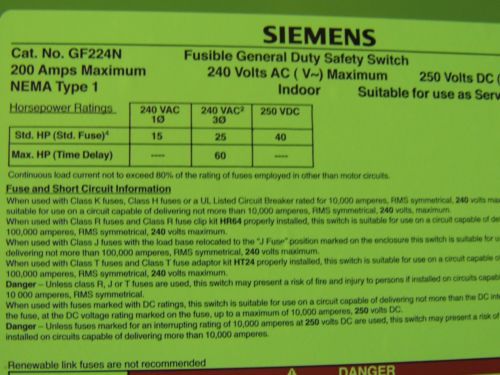 SIEMENS
Cat. No. GF224N Fusible General Duty Safety Switch
200 Amps Maximum 240 Volts AC ( V~) Maximum 250 Volts DC
NEMA Type 1 Indoor Suitable for use as Serv
Horsepower Ratings 240 VAC 1Ø 240 VAC² 3Ø 250 VDC
Std. HP (Std. Fuse)⁴ 15 25 40
Max. HP (Time Delay) ---- 60 ----
Continuous load current not to exceed 80% of the rating of fuses employed in other than motor circuits.
Fuse and Short Circuit Information
When used with Class K fuses, Class H fuses or a UL Listed Circuit Breaker rated for 10,000 amperes, RMS symmetrical, 240 volts max
suitable for use on a circuit capable of delivering not more than 10,000 amperes, RMS symmetrical, 240 volts, maximum.
When used with Class R fuses and Class R fuse clip kit HR64 properly installed, this switch is suitable for use on a circuit capable of de
100,000 amperes, RMS symmetrical, 240 volts maximum.
When used with Class J fuses with the load base relocated to the "J Fuse" position marked on the enclosure this switch is suitable for us
delivering not more than 100,000 amperes, RMS symmetrical, 240 volts maximum.
When used with Class T fuses and Class T fuse adaptor kit HT24 properly installed, this switch is suitable for use on a circuit capable o
100,000 amperes, RMS symmetrical, 240 volts maximum.
Danger – Unless class R, J or T fuses are used, this switch may present a risk of fire and injury to persons if installed on circuits capab
10 000 amperes, RMS symmetrical.
When used with fuses marked with DC ratings, this switch is suitable for use on a circuit capable of delivering not more than the DC inte
the fuse, at the DC voltage rating marked on the fuse, up to a maximum of 10,000 amperes, 250 volts DC.
Danger – Unless fuses marked for an interrupting rating of 10,000 amperes at 250 volts DC are used, this switch may present a risk of
installed on circuits capable of delivering more than 10,000 amperes.
Renewable link fuses are not recommended
DANGER